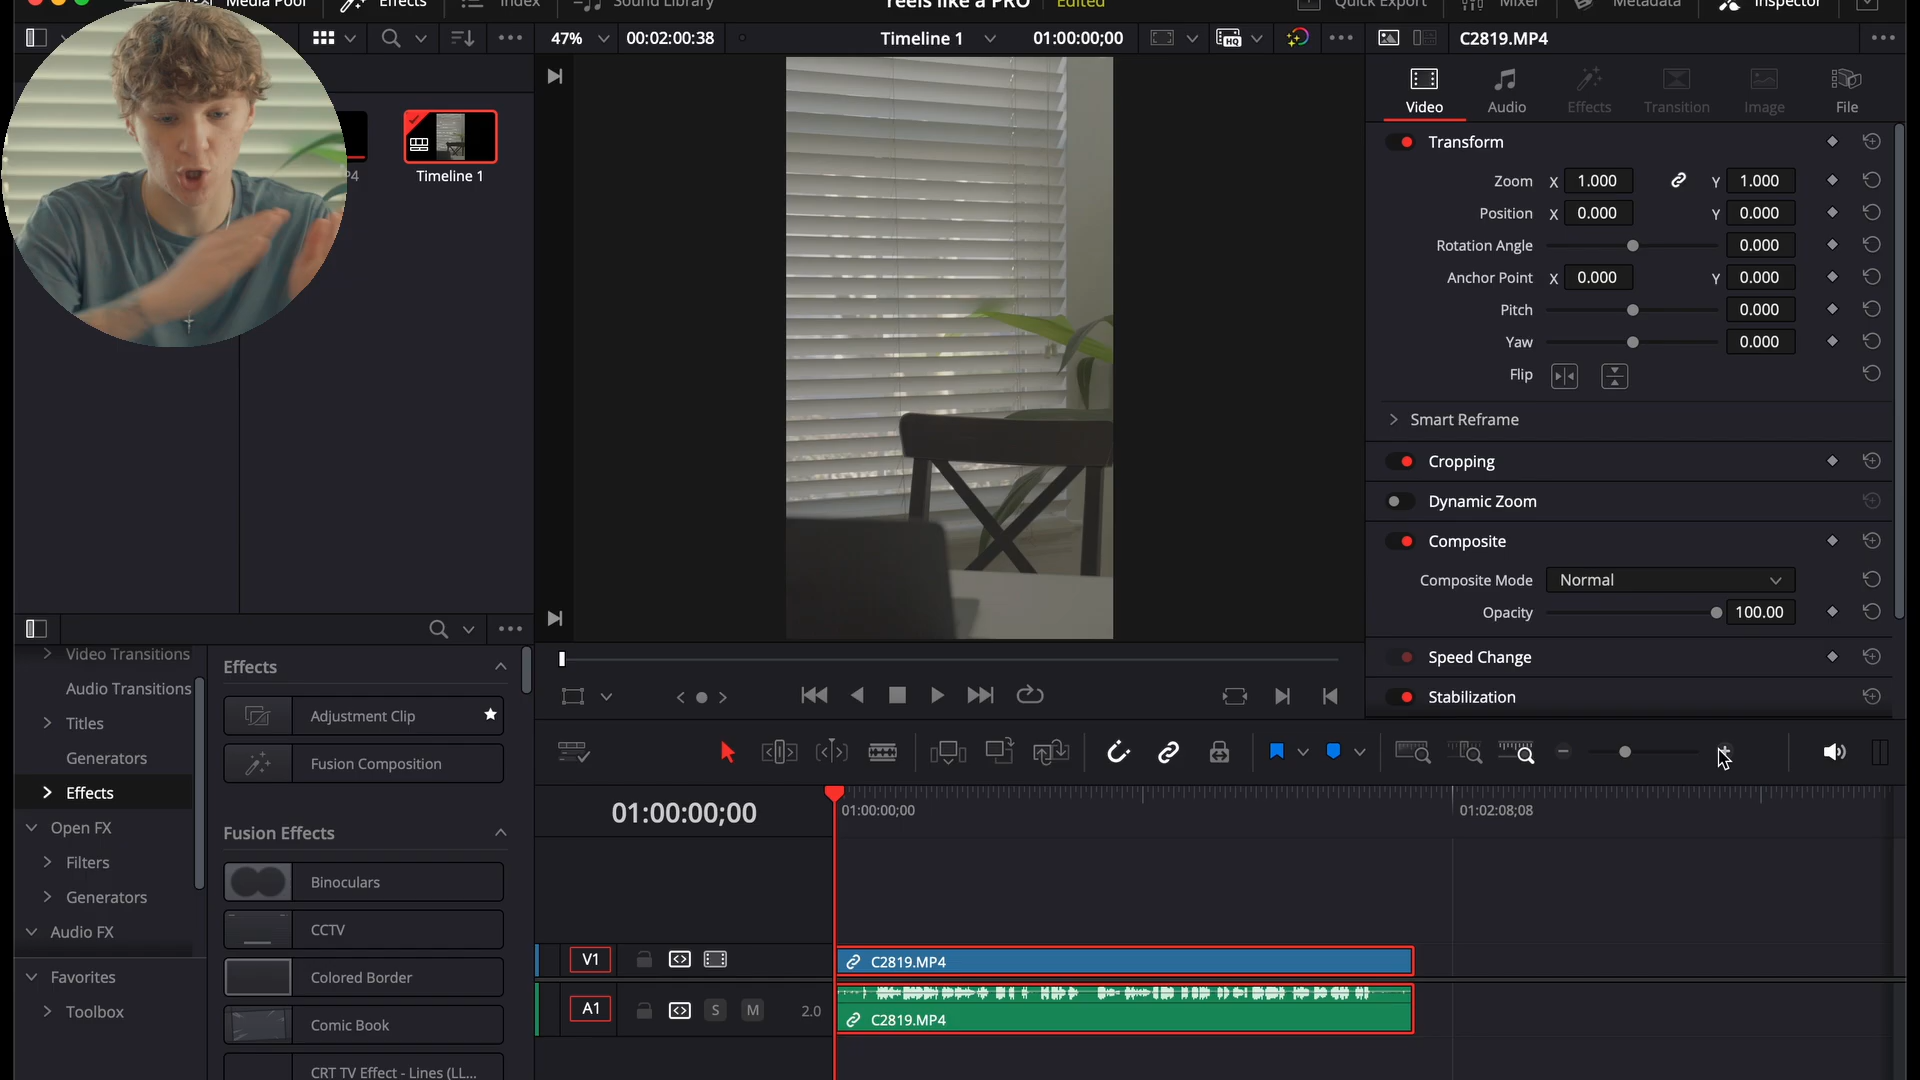 Media Pool
Effects
Index
Sound Library
reels like a PRO
Edited
Quick Export
Mixer
Metadata
Inspector
47%
00:02:00:38
Timeline 1
01:00:00;00
HQ
C2819.MP4
Video
Audio
Effects
Transition
Image
File
P4
Timeline 1
Transform
Zoom X 1.000 Y 1.000
Position X 0.000 Y 0.000
Rotation Angle 0.000
Anchor Point X 0.000 Y 0.000
Pitch 0.000
Yaw 0.000
Flip
Smart Reframe
Cropping
Dynamic Zoom
Composite
Composite Mode Normal
Opacity 100.00
Speed Change
Stabilization
Video Transitions
Audio Transitions
Titles
Generators
Effects
Open FX
Filters
Generators
Audio FX
Favorites
Toolbox
Effects
Adjustment Clip
Fusion Composition
Fusion Effects
Binoculars
CCTV
Colored Border
Comic Book
CRT TV Effect - Lines (LL...
01:00:00;00
01:00:00;00
01:02:08;08
V1
C2819.MP4
A1
S
M
2.0
C2819.MP4